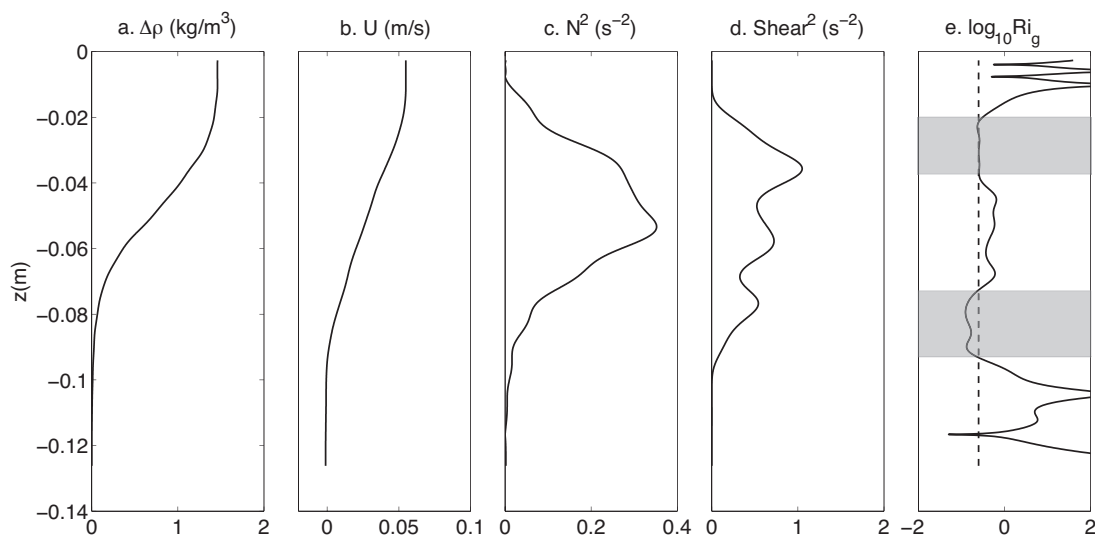 a. Δρ (kg/m³) b. U (m/s) c. N² (s⁻²) d. Shear² (s⁻²) e. log₁₀Ri_g
0
−0.02
−0.04
−0.06
−0.08
−0.1
−0.12
−0.14
z(m)
0 1 2 0 0.05 0.1 0 0.2 0.4 0 1 2 −2 0 2